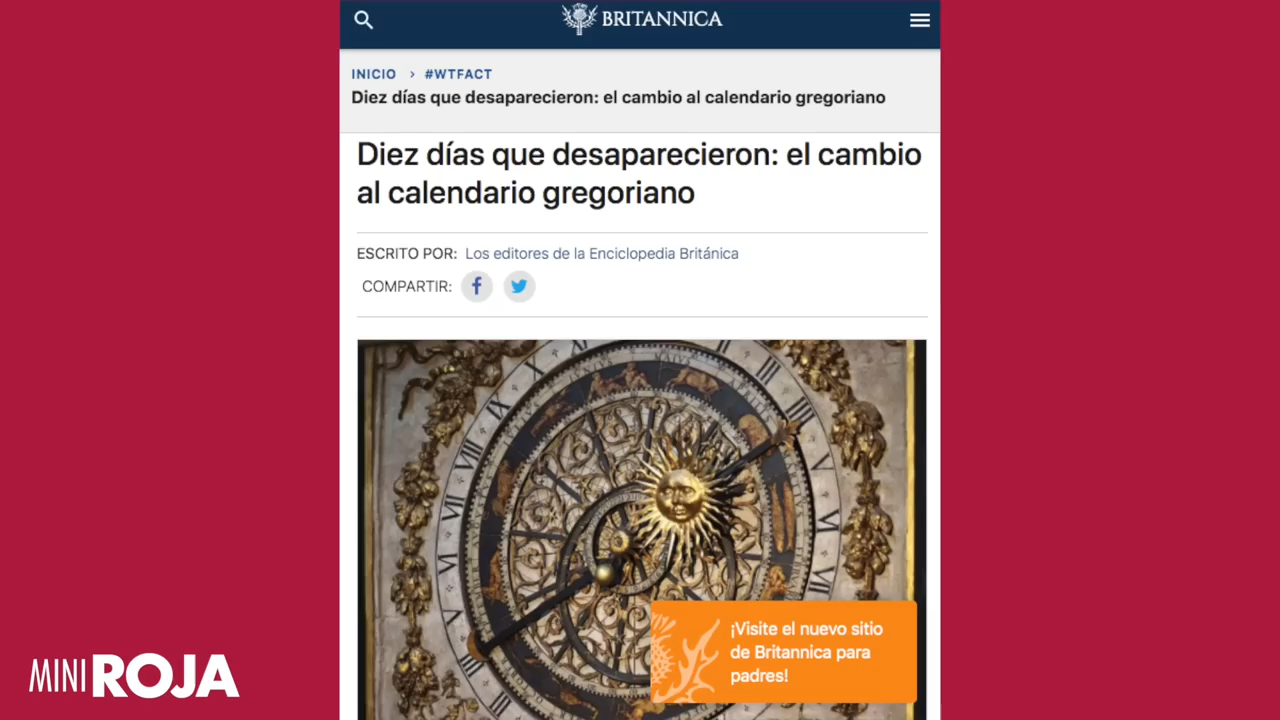 BRITANNICA
INICIO > #WTFACT
Diez días que desaparecieron: el cambio al calendario gregoriano
Diez días que desaparecieron: el cambio
al calendario gregoriano
ESCRITO POR: Los editores de la Enciclopedia Británica
COMPARTIR:
¡Visite el nuevo sitio
de Britannica para
padres!
MINI ROJA